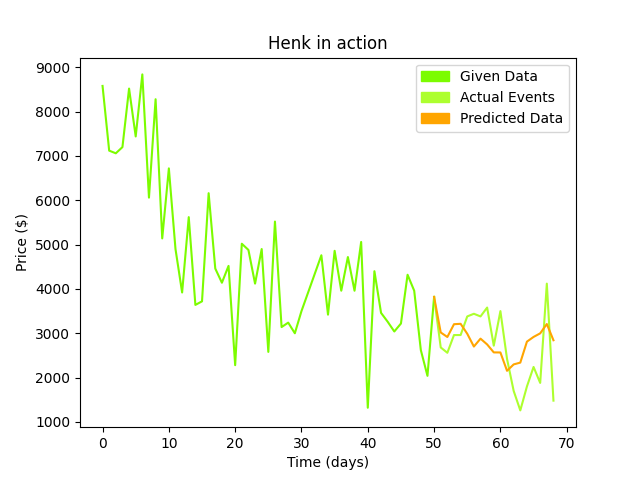 Henk in action
Given Data
Actual Events
Predicted Data
Price ($)
9000
8000
7000
6000
5000
4000
3000
2000
1000
0 10 20 30 40 50 60 70
Time (days)